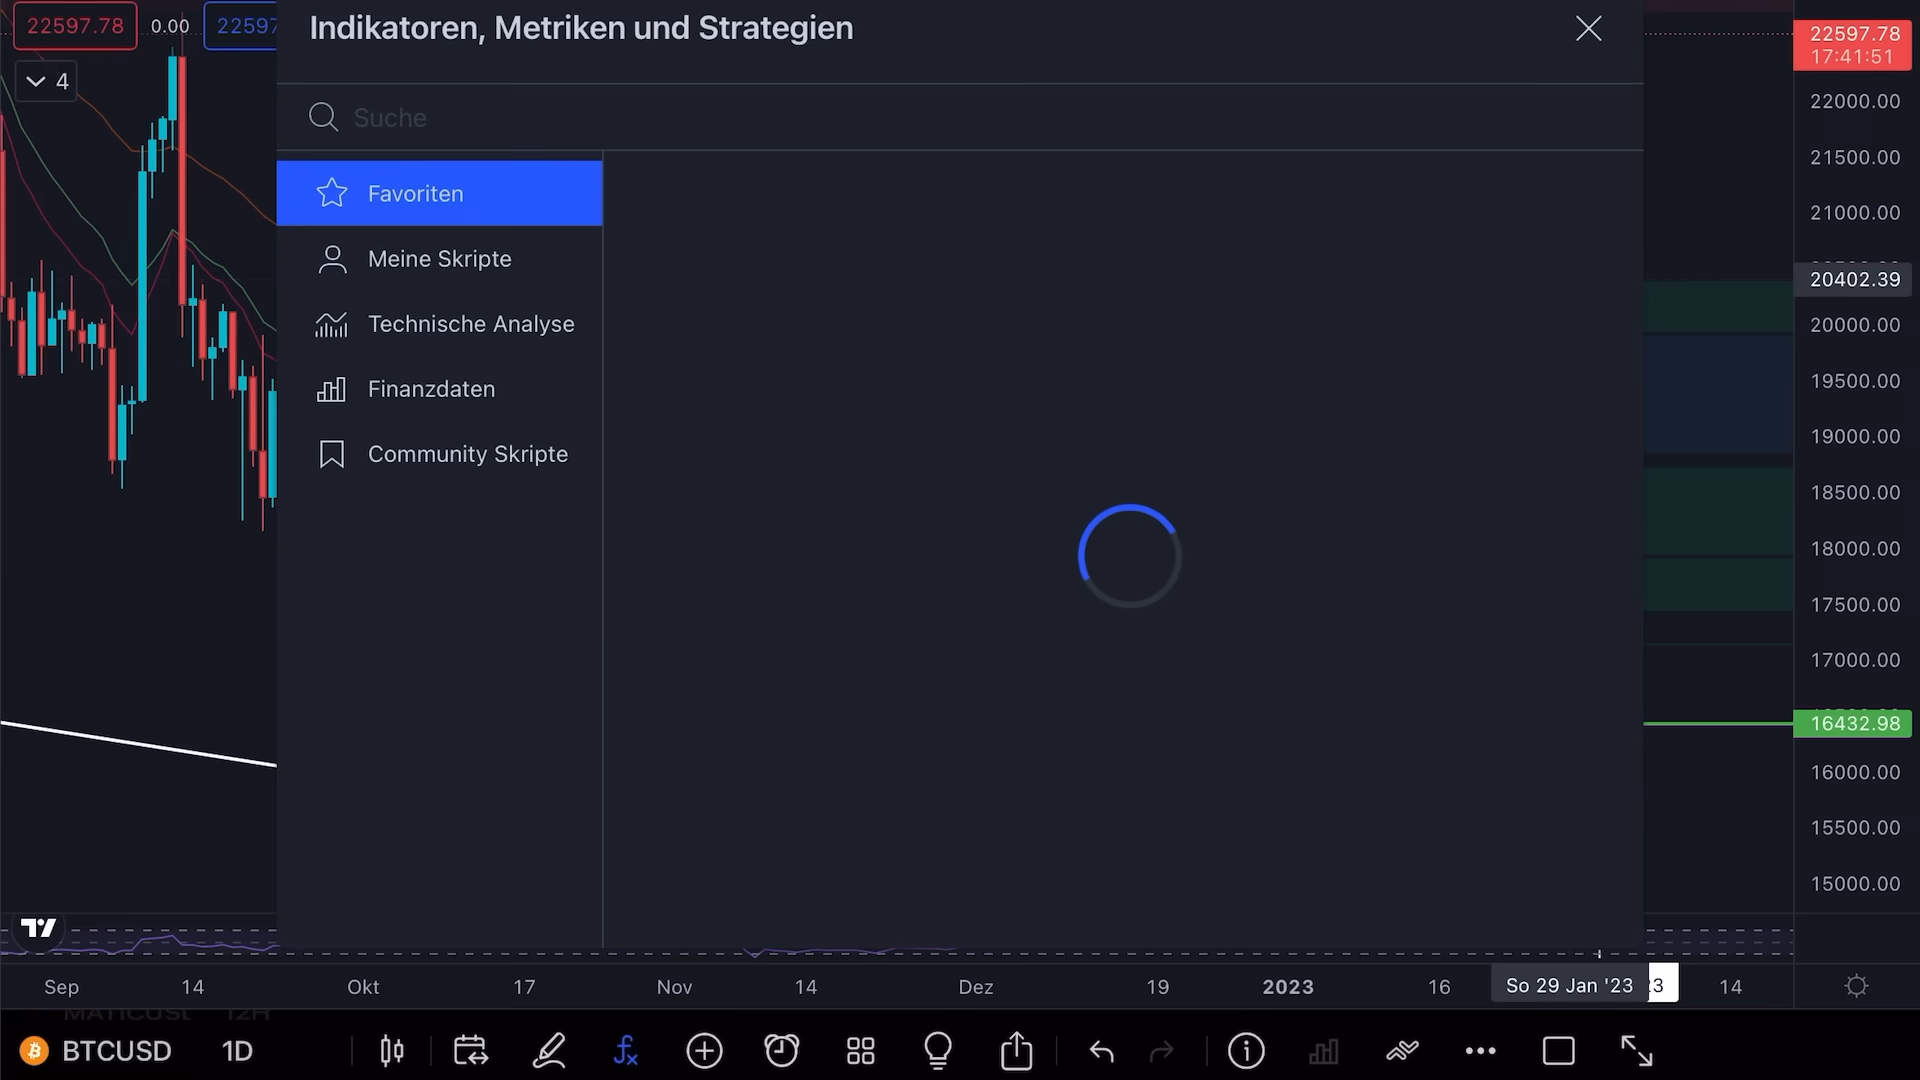 22597.78
0.00
22597
4
Indikatoren, Metriken und Strategien
Suche
Favoriten
Meine Skripte
Technische Analyse
Finanzdaten
Community Skripte
22597.78
17:41:51
22000.00
21500.00
21000.00
20402.39
20000.00
19500.00
19000.00
18500.00
18000.00
17500.00
17000.00
16432.98
16000.00
15500.00
15000.00
Sep
14
Okt
17
Nov
14
Dez
19
2023
16
So 29 Jan '23
3
14
BTCUSD
1D